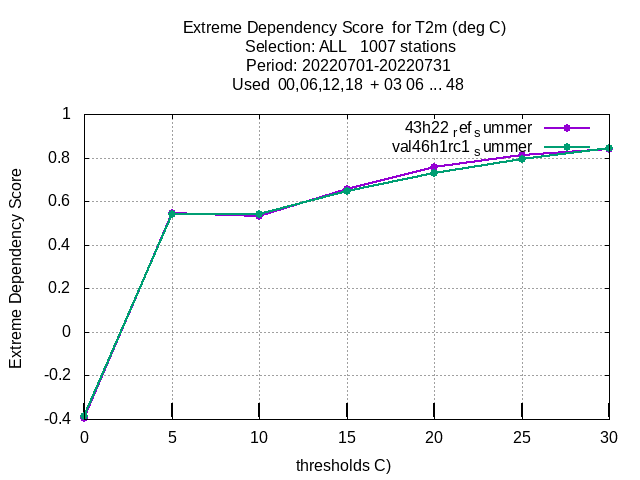 Extreme Dependency Score for T2m (deg C)
Selection: ALL 1007 stations
Period: 20220701-20220731
Used 00,06,12,18 + 03 06 ... 48
43h22 ref summer
val46h1rc1 summer
1
0.8
0.6
0.4
0.2
0
-0.2
-0.4
Extreme Dependency Score
0 5 10 15 20 25 30
thresholds C)